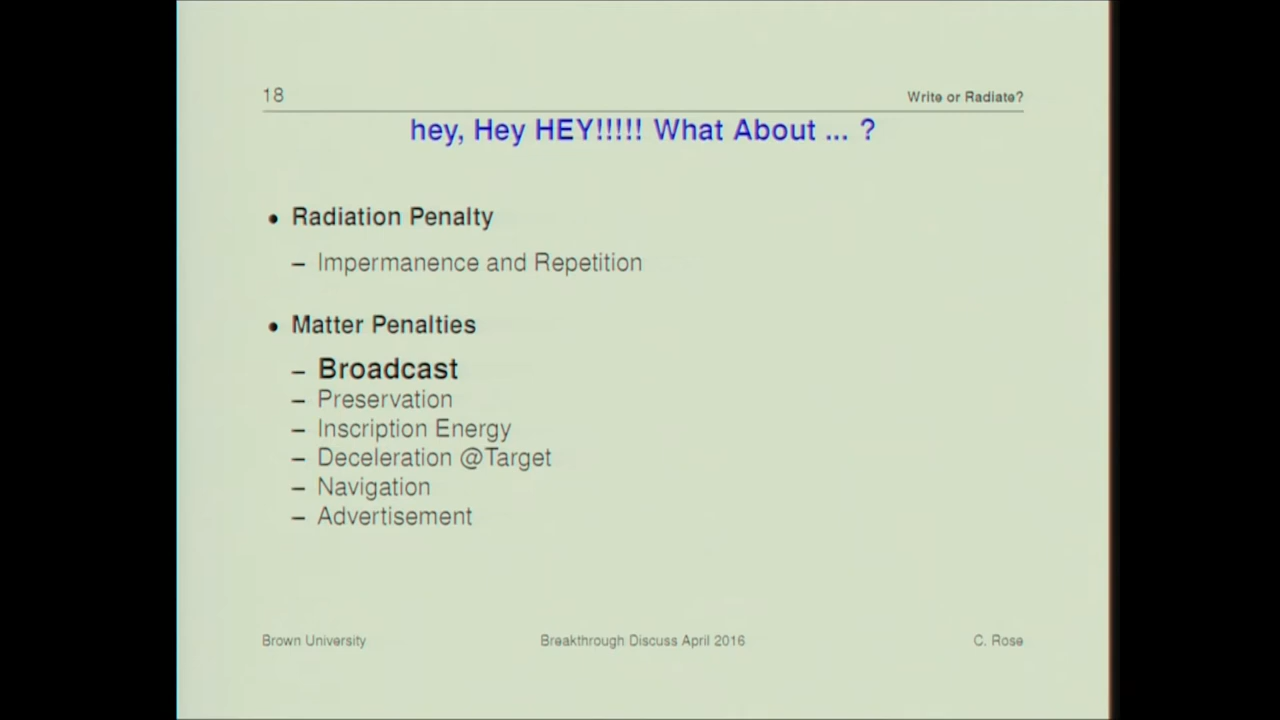 18 Write or Radiate?
hey, Hey HEY!!!!! What About ... ?
• Radiation Penalty
– Impermanence and Repetition
• Matter Penalties
– Broadcast
– Preservation
– Inscription Energy
– Deceleration @Target
– Navigation
– Advertisement
Brown University Breakthrough Discuss April 2016 C. Rose